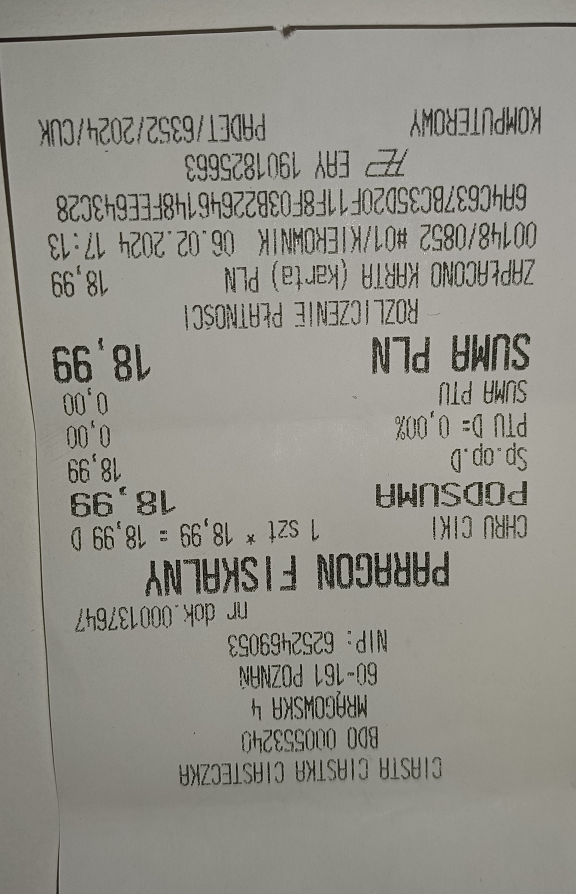 CIASTA CIASTKA CIASTECZKA
BDO 000553240
MRĄGOWSKA 4
60-161 POZNAŃ
NIP: 6252469053
nr dok.000137647
PARAGON FISKALNY
CHRU CIKI 1 szt * 18,99 = 18,99 D
PODSUMA 18,99
Sp.op.D 18,99
PTU D= 0,00% 0,00
SUMA PTU 0,00
SUMA PLN 18,99
ROZLICZENIE PŁATNOŚCI
ZAPŁACONO KARTA (karta) PLN 18,99
00148/0852 #01/KIEROWNIK 06.02.2024 17:13
6A4C637BC35D20F11F8F03B22646148FEE643C28
EAY 1901825663
KOMPUTEROWY PADET/6352/2024/CUK